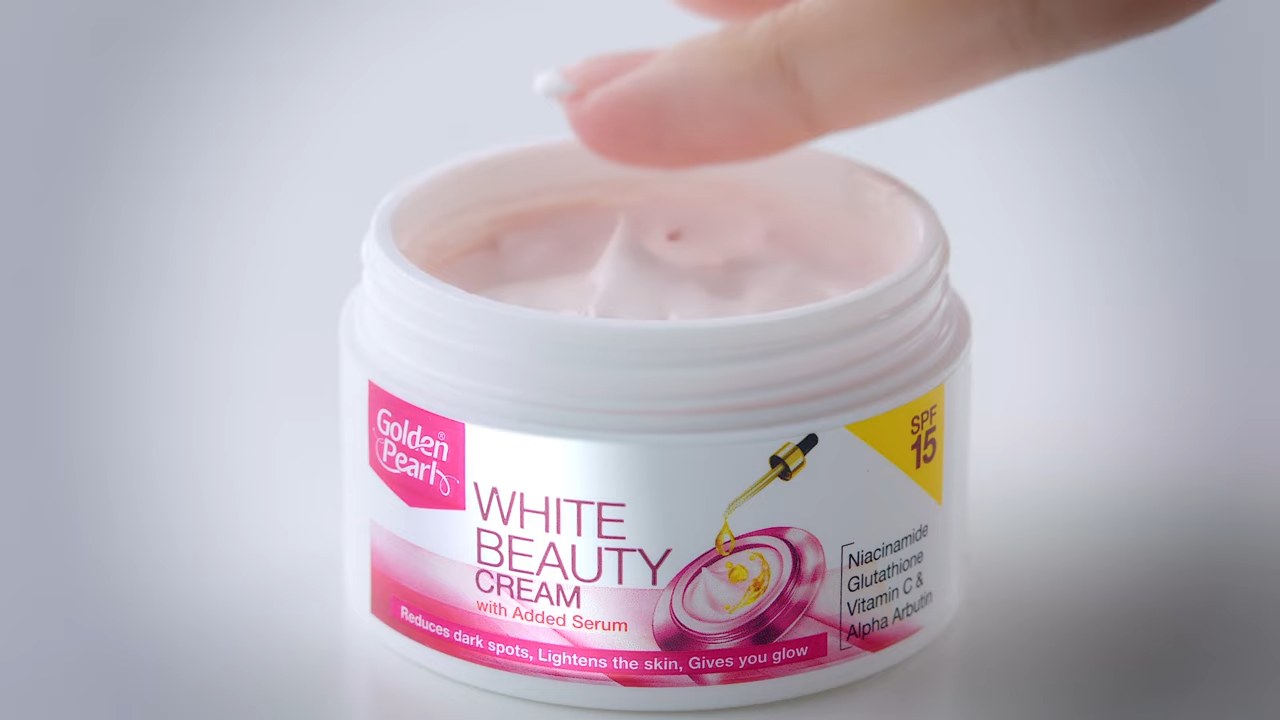 Golden®
Pearl
WHITE
BEAUTY
CREAM
with Added Serum
Reduces dark spots, Lightens the skin, Gives you glow
SPF
15
Niacinamide
Glutathione
Vitamin C &
Alpha Arbutin